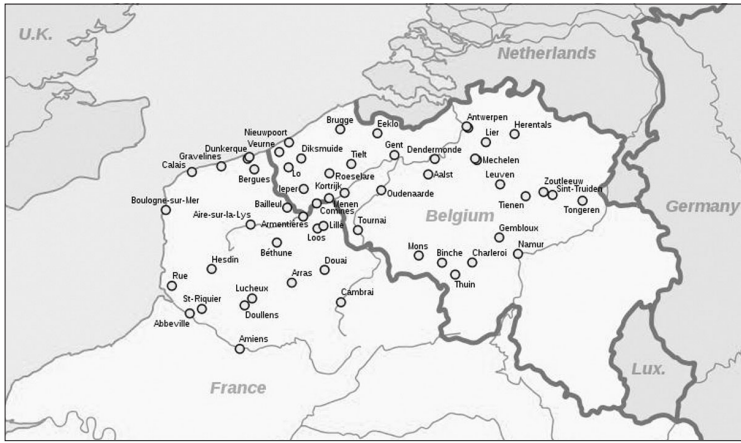 U.K.
Netherlands
Antwerpen
Brugge
Eeklo
Nieuwpoort
Lier
Herentals
Veurne
Dunkerque
Diksmuide
Tielt
Gent
Dendermonde
Gravelines
Mechelen
Calais
Lo
Roeselare
Aalst
Bergues
Leuven
Zoutleeuw
Ieper
Kortrijk
Oudenaarde
Sint-Truiden
Boulogne-sur-Mer
Bailleul
Menen
Tienen
Tongeren
Germany
Comines
Aire-sur-la-Lys
Belgium
Armentières
Lille
Tournai
Loos
Gembloux
Mons
Namur
Béthune
Binche
Charleroi
Hesdin
Douai
Rue
Arras
Thuin
Lucheux
Cambrai
St-Riquier
Doullens
Abbeville
Amiens
Lux.
France